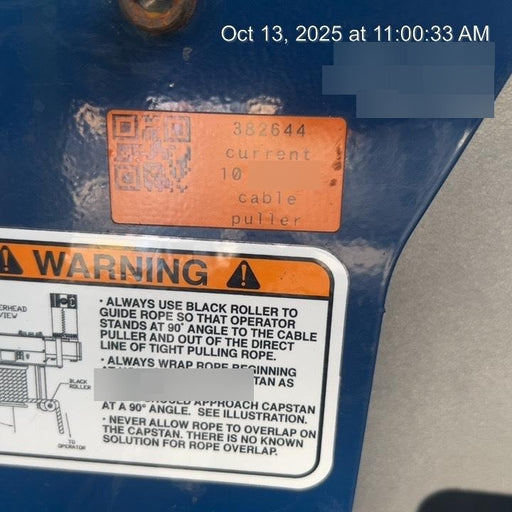 Oct 13, 2025 at 11:00:33 AM
382644
current
10
cable
puller
WARNING
• ALWAYS USE BLACK ROLLER TO
GUIDE ROPE SO THAT OPERATOR
STANDS AT 90° ANGLE TO THE CABLE
PULLER AND OUT OF THE DIRECT
LINE OF TIGHT PULLING ROPE.
• ALWAYS WRAP ROPE BEGINNING
AS
APPROACH CAPSTAN
AT A 90° ANGLE. SEE ILLUSTRATION.
• NEVER ALLOW ROPE TO OVERLAP ON
THE CAPSTAN. THERE IS NO KNOWN
SOLUTION FOR ROPE OVERLAP.
VIEW
BLACK
ROLLER
TO
OPERATOR